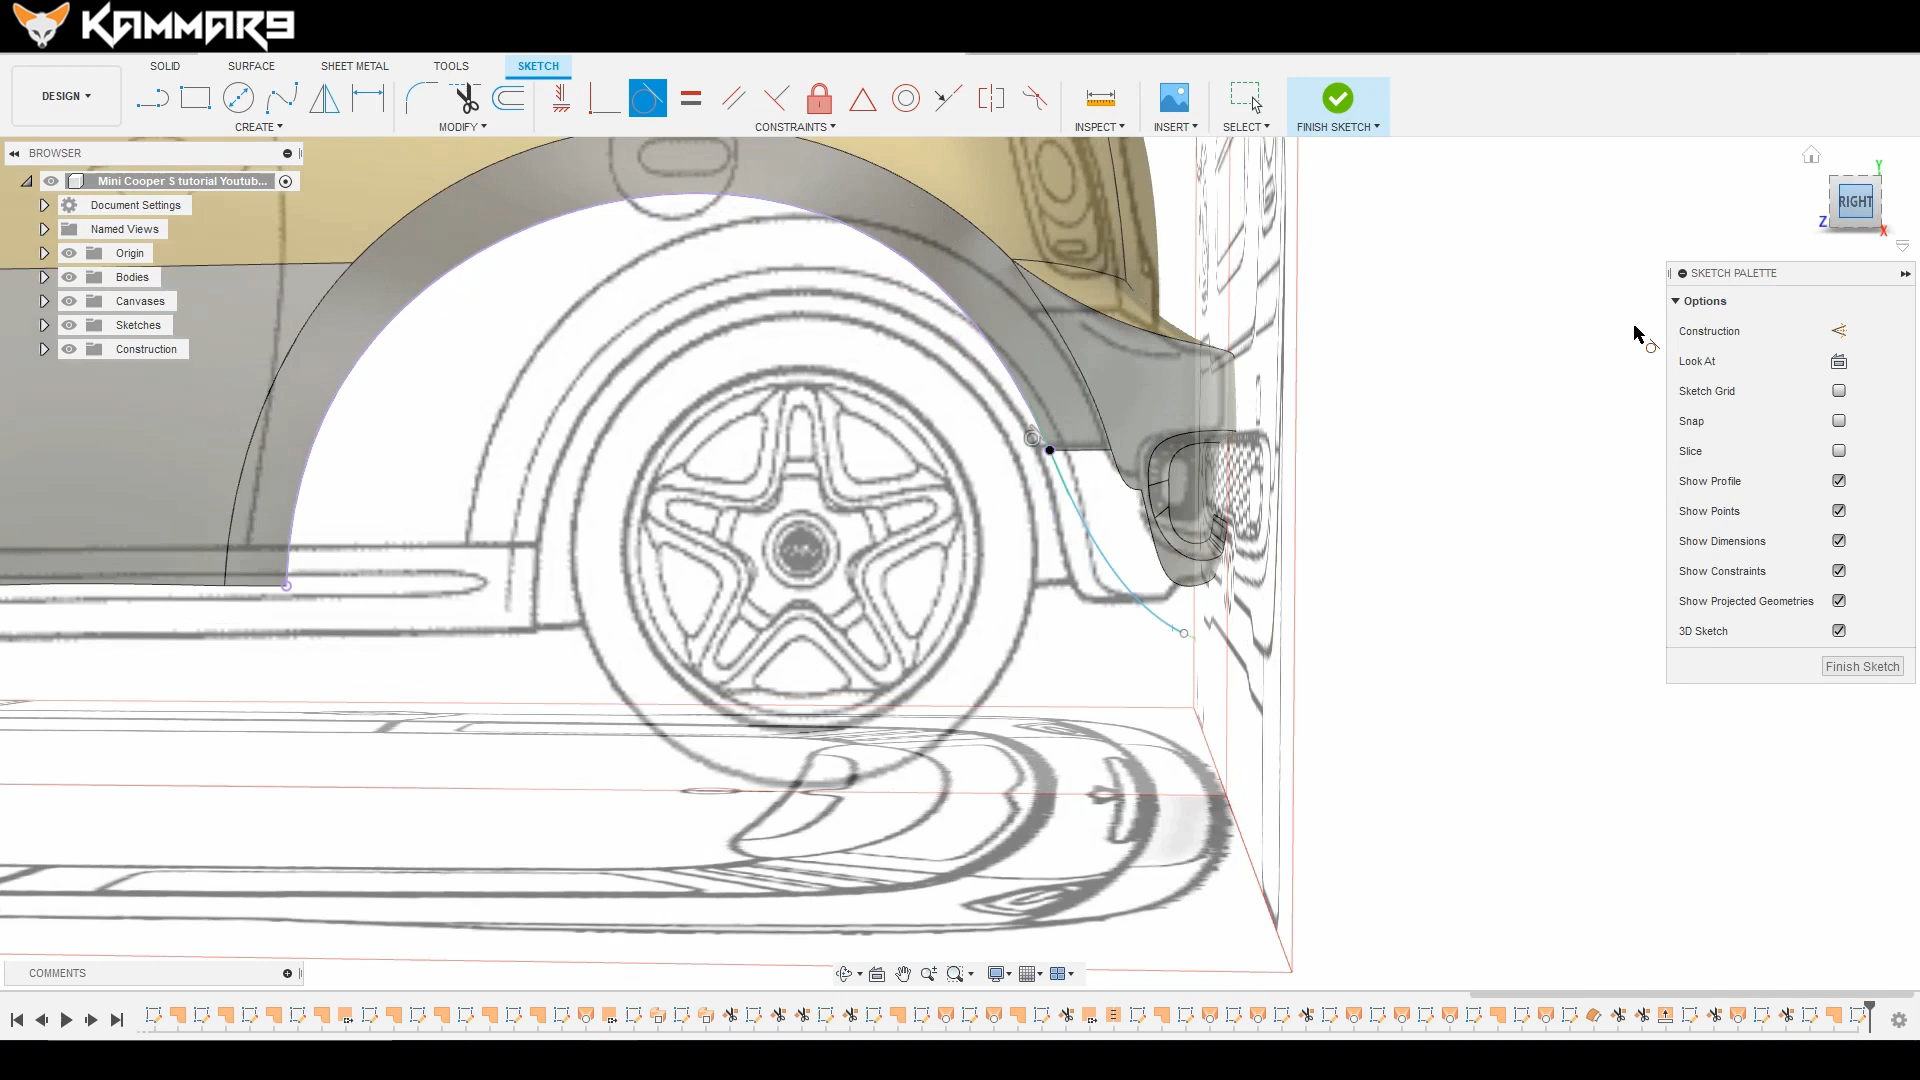 KAMMAR9
SOLID SURFACE SHEET METAL TOOLS SKETCH
DESIGN
CREATE MODIFY CONSTRAINTS INSPECT INSERT SELECT FINISH SKETCH
BROWSER
Mini Cooper S tutorial Youtub...
Document Settings
Named Views
Origin
Bodies
Canvases
Sketches
Construction
Y
RIGHT
Z
X
SKETCH PALETTE
Options
Construction
Look At
Sketch Grid
Snap
Slice
Show Profile
Show Points
Show Dimensions
Show Constraints
Show Projected Geometries
3D Sketch
Finish Sketch
COMMENTS